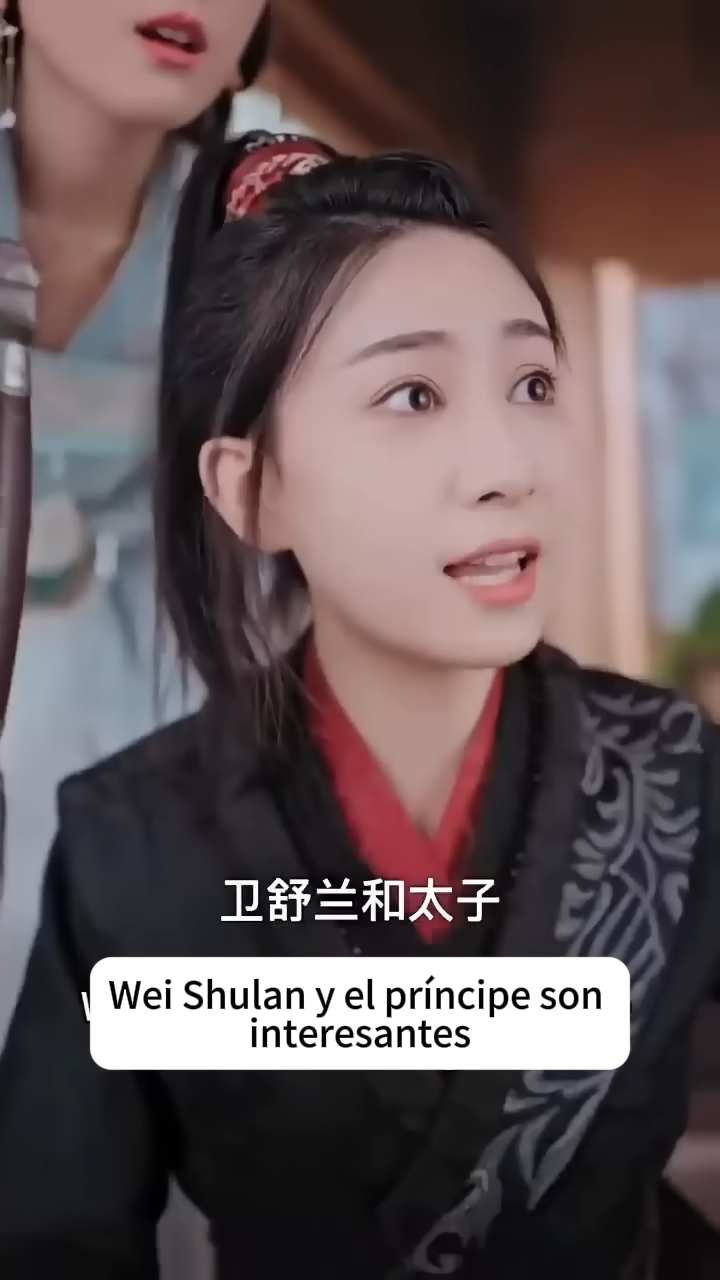 卫舒兰和太子
Wei Shulan y el príncipe son
interesantes